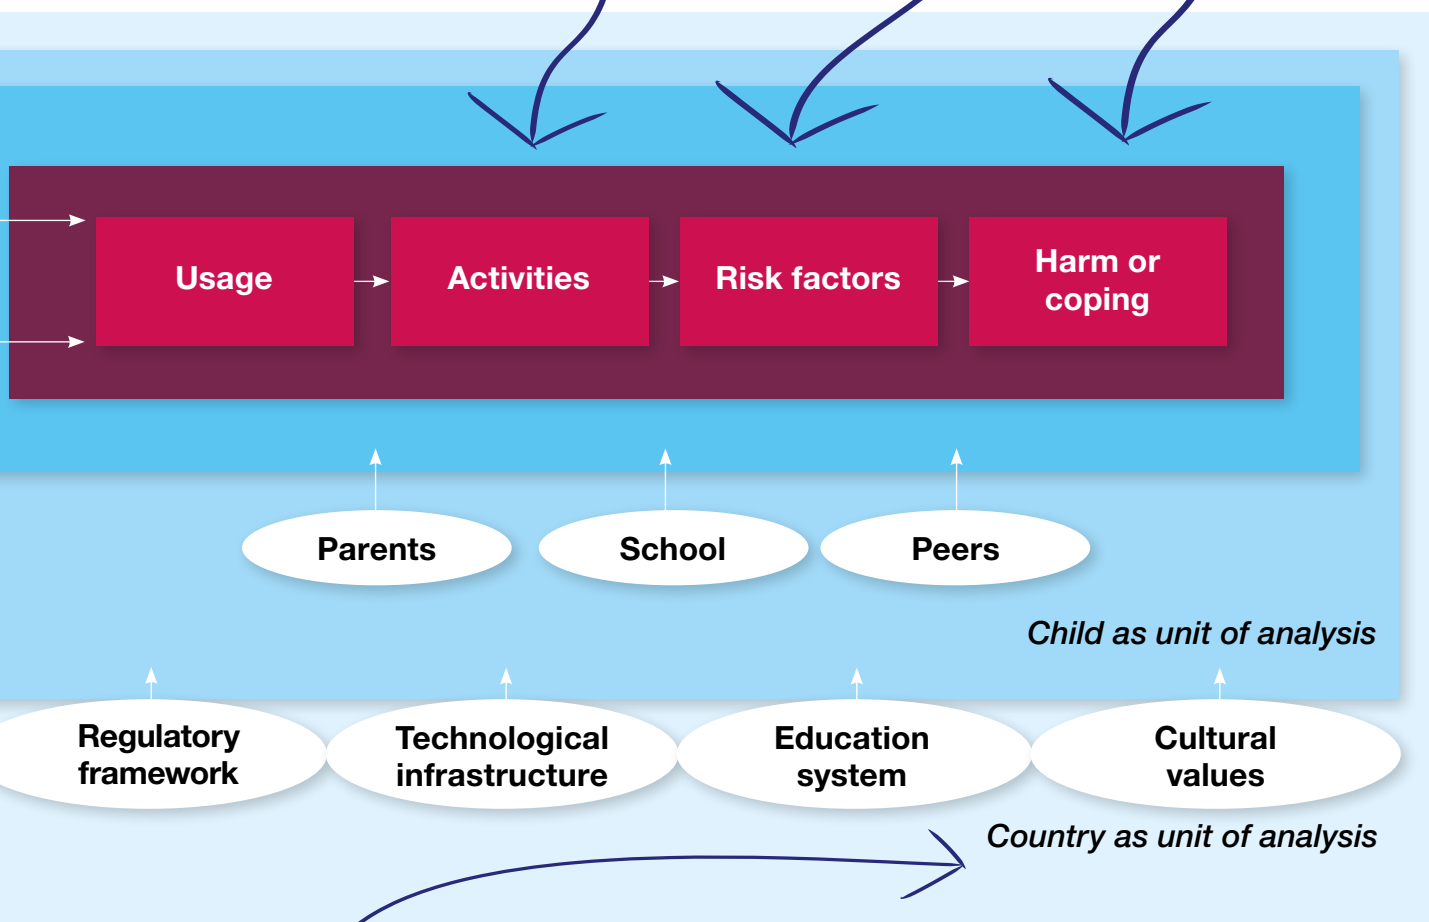 Usage
Activities
Risk factors
Harm or
coping
Parents
School
Peers
Child as unit of analysis
Regulatory
framework
Technological
infrastructure
Education
system
Cultural
values
Country as unit of analysis